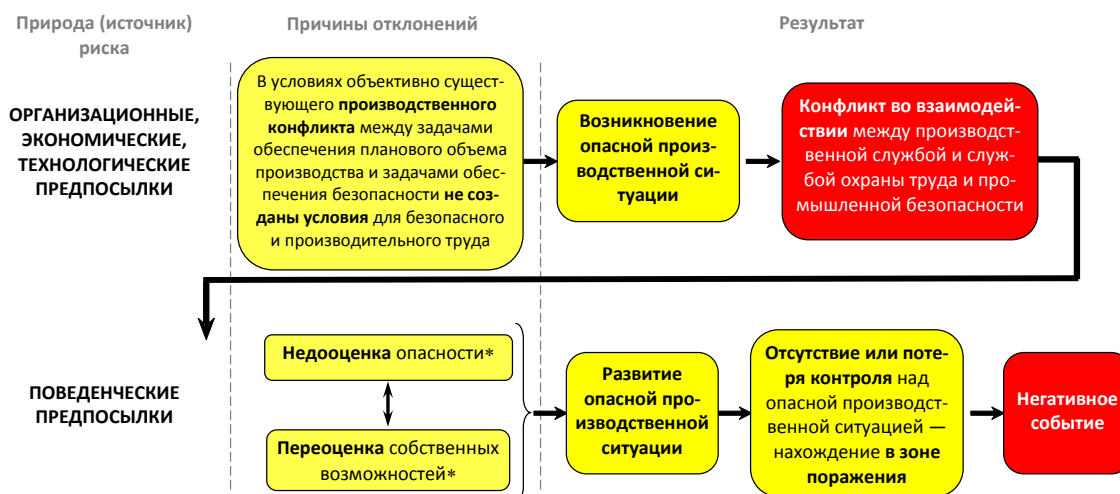 Природа (источник)
риска
Причины отклонений
Результат
ОРГАНИЗАЦИОННЫЕ,
ЭКОНОМИЧЕСКИЕ,
ТЕХНОЛОГИЧЕСКИЕ
ПРЕДПОСЫЛКИ
В условиях объективно сущест-
вующего производственного
конфликта между задачами
обеспечения планового объема
производства и задачами обес-
печения безопасности не соз-
даны условия для безопасного
и производительного труда
Возникновение
опасной произ-
водственной си-
туации
Конфликт во взаимодей-
ствии между производст-
венной службой и служ-
бой охраны труда и про-
мышленной безопасности
ПОВЕДЕНЧЕСКИЕ
ПРЕДПОСЫЛКИ
Недооценка опасности*
Переоценка собственных
возможностей*
Развитие
опасной про-
изводственной
ситуации
Отсутствие или поте-
ря контроля над
опасной производст-
венной ситуацией —
нахождение в зоне
поражения
Негативное
событие